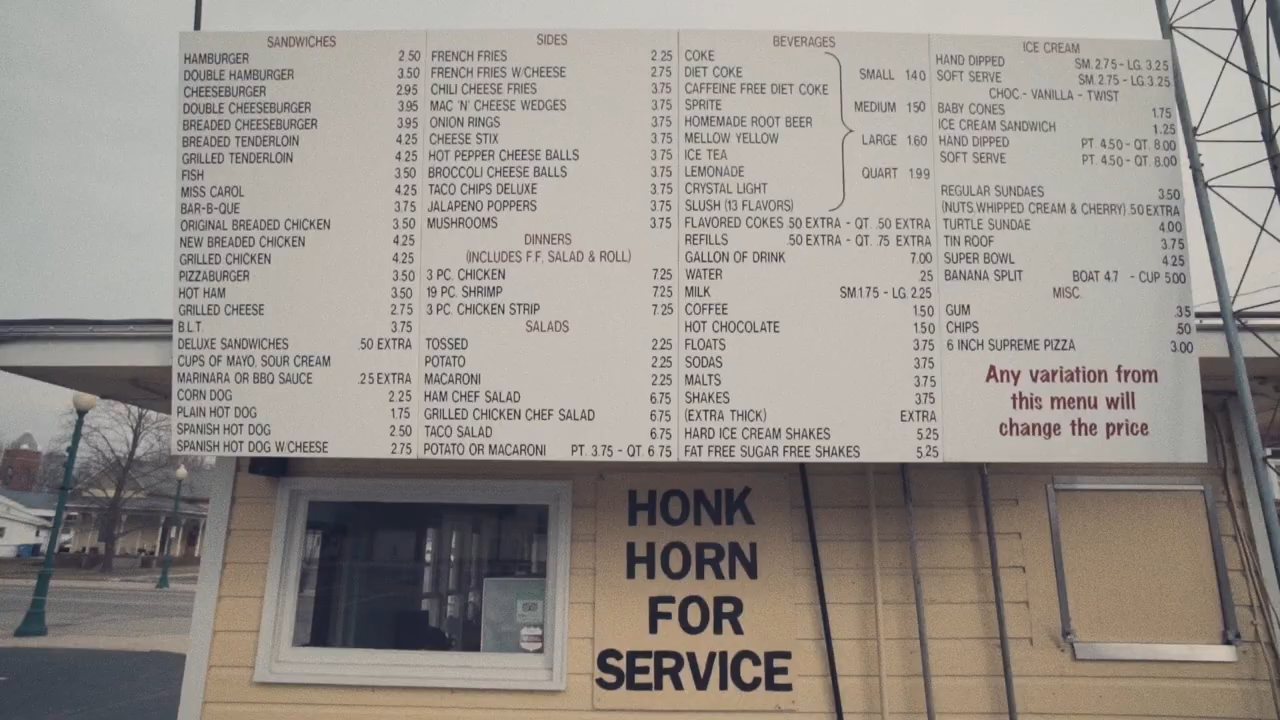 SANDWICHES
HAMBURGER 2.50
DOUBLE HAMBURGER 3.50
CHEESEBURGER 2.95
DOUBLE CHEESEBURGER 3.95
BREADED CHEESEBURGER 3.95
BREADED TENDERLOIN 4.25
GRILLED TENDERLOIN 4.25
FISH 3.50
MISS CAROL 4.25
BAR-B-QUE 3.75
ORIGINAL BREADED CHICKEN 3.50
NEW BREADED CHICKEN 4.25
GRILLED CHICKEN 4.25
PIZZABURGER 3.50
HOT HAM 3.50
GRILLED CHEESE 2.75
B.L.T. 3.75
DELUXE SANDWICHES .50 EXTRA
CUPS OF MAYO, SOUR CREAM
MARINARA OR BBQ SAUCE .25 EXTRA
CORN DOG 2.25
PLAIN HOT DOG 1.75
SPANISH HOT DOG 2.50
SPANISH HOT DOG W/CHEESE 2.75
SIDES
FRENCH FRIES 2.25
FRENCH FRIES W/CHEESE 2.75
CHILI CHEESE FRIES 3.75
MAC 'N' CHEESE WEDGES 3.75
ONION RINGS 3.75
CHEESE STIX 3.75
HOT PEPPER CHEESE BALLS 3.75
BROCCOLI CHEESE BALLS 3.75
TACO CHIPS DELUXE 3.75
JALAPENO POPPERS 3.75
MUSHROOMS 3.75
DINNERS
(INCLUDES F.F. SALAD & ROLL)
3 PC. CHICKEN 7.25
19 PC. SHRIMP 7.25
3 PC. CHICKEN STRIP 7.25
SALADS
TOSSED 2.25
POTATO 2.25
MACARONI 2.25
HAM CHEF SALAD 6.75
GRILLED CHICKEN CHEF SALAD 6.75
TACO SALAD 6.75
POTATO OR MACARONI PT. 3.75 - QT. 6.75
BEVERAGES
COKE
DIET COKE
CAFFEINE FREE DIET COKE
SPRITE
HOMEMADE ROOT BEER
MELLOW YELLOW
ICE TEA
LEMONADE
CRYSTAL LIGHT
SLUSH (13 FLAVORS)
SMALL 1.40
MEDIUM 1.50
LARGE 1.60
QUART 1.99
FLAVORED COKES .50 EXTRA - QT. .50 EXTRA
REFILLS .50 EXTRA - QT. .75 EXTRA
GALLON OF DRINK 7.00
WATER .25
MILK SM.1.75 - LG. 2.25
COFFEE 1.50
HOT CHOCOLATE 1.50
FLOATS 3.75
SODAS 3.75
MALTS 3.75
SHAKES 3.75
(EXTRA THICK) EXTRA
HARD ICE CREAM SHAKES 5.25
FAT FREE SUGAR FREE SHAKES 5.25
ICE CREAM
HAND DIPPED SM. 2.75 - LG. 3.25
SOFT SERVE SM. 2.75 - LG. 3.25
CHOC.- VANILLA - TWIST
BABY CONES 1.75
ICE CREAM SANDWICH 1.25
HAND DIPPED PT. 4.50 - QT. 8.00
SOFT SERVE PT. 4.50 - QT. 8.00
REGULAR SUNDAES 3.50
(NUTS,WHIPPED CREAM & CHERRY) .50 EXTRA
TURTLE SUNDAE 4.00
TIN ROOF 3.75
SUPER BOWL 4.25
BANANA SPLIT BOAT 4.7 - CUP 5.00
MISC.
GUM .35
CHIPS .50
6 INCH SUPREME PIZZA 3.00
Any variation from
this menu will
change the price
HONK
HORN
FOR
SERVICE